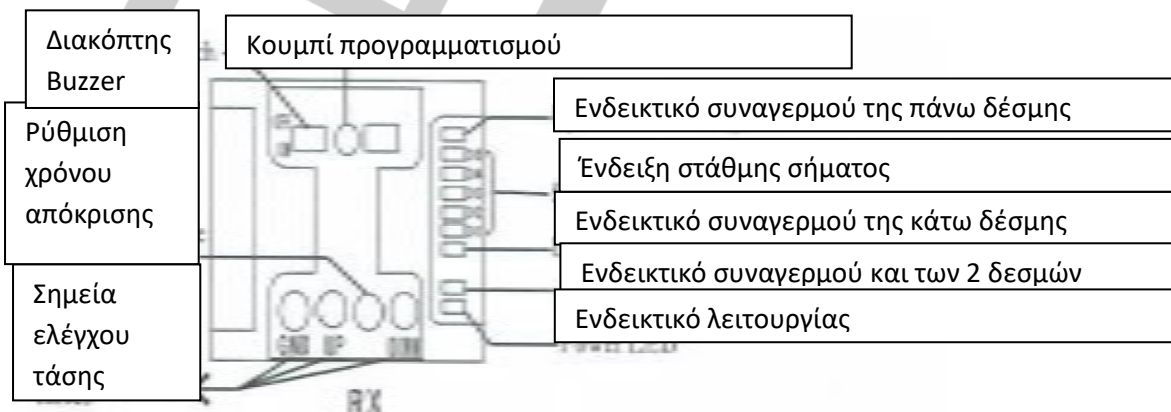 Διακόπτης
Buzzer
Κουμπί προγραμματισμού
Ρύθμιση
χρόνου
απόκρισης
Σημεία
ελέγχου
τάσης
Ενδεικτικό συναγερμού της πάνω δέσμης
Ένδειξη στάθμης σήματος
Ενδεικτικό συναγερμού της κάτω δέσμης
Ενδεικτικό συναγερμού και των 2 δεσμών
Ενδεικτικό λειτουργίας
GND UP
RX